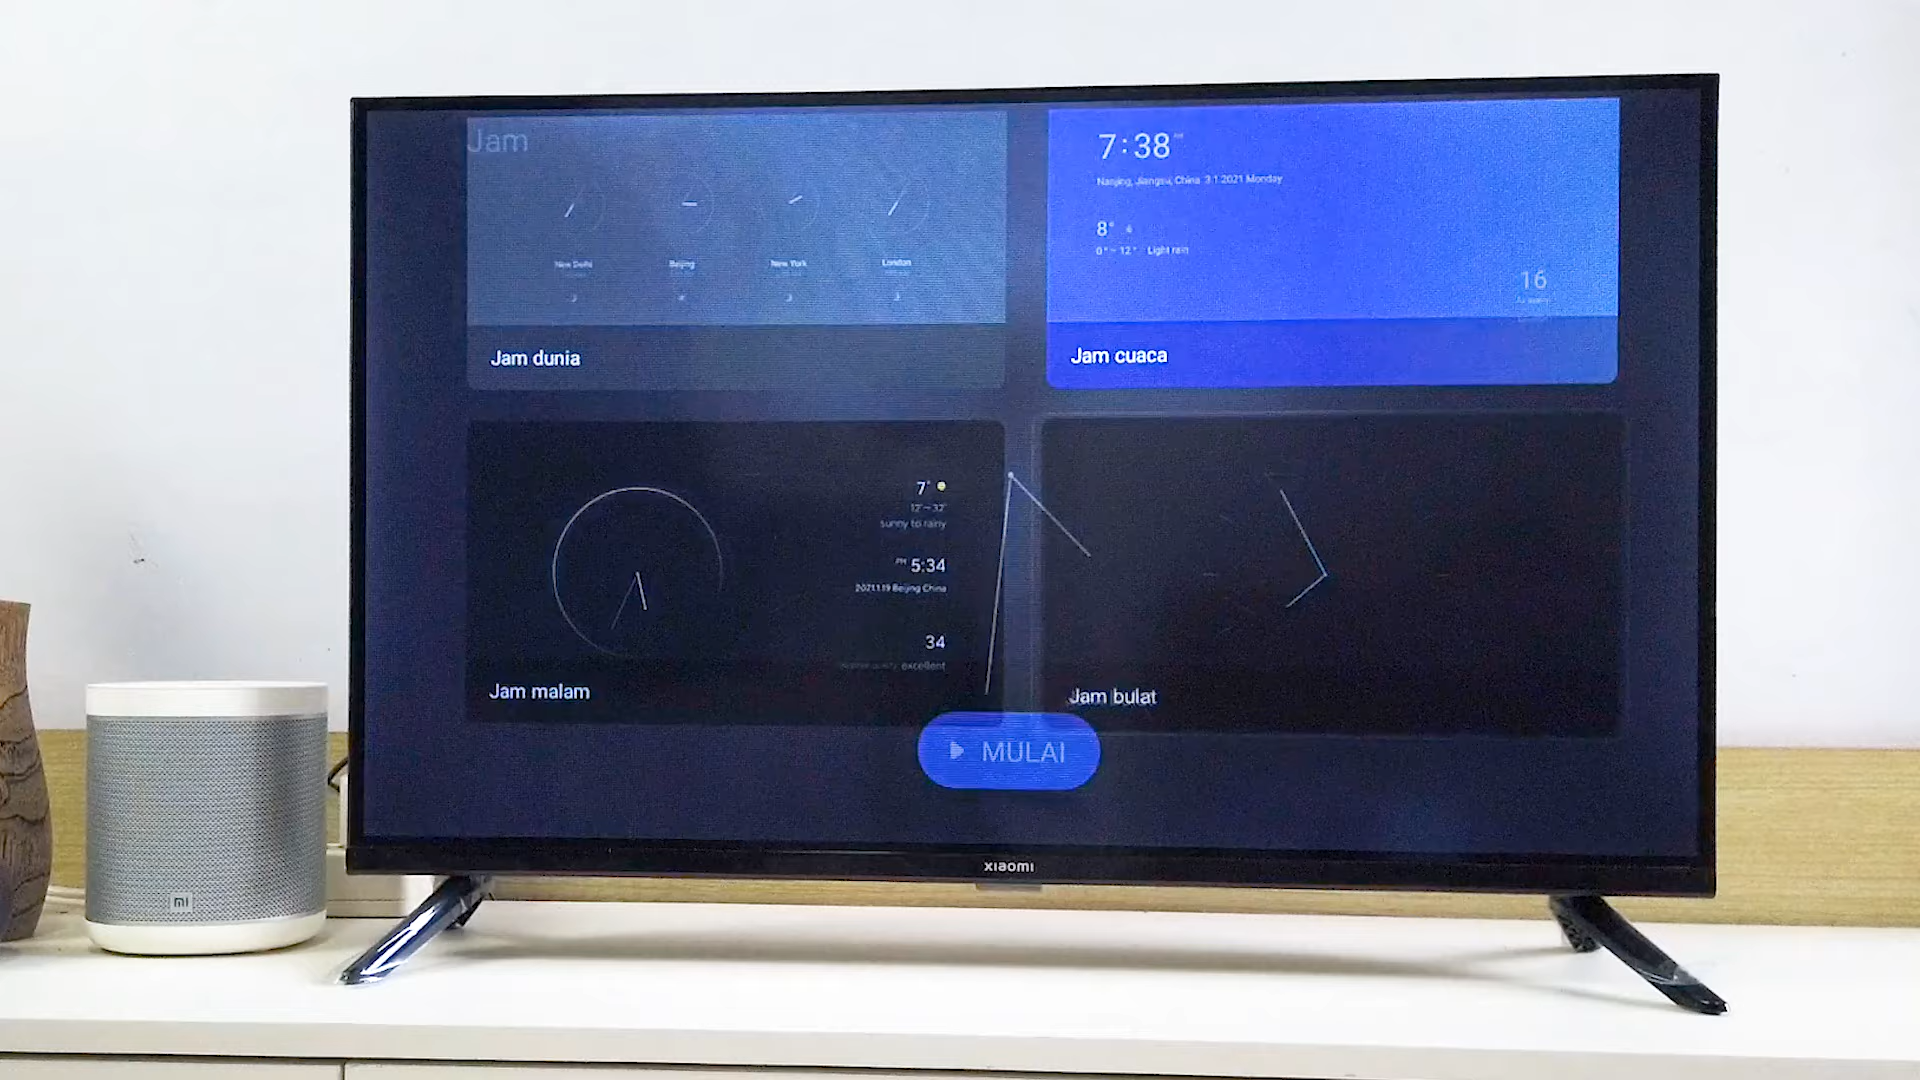 Jam
New Delhi
Beijing
New York
London
Jam dunia
7:38
Nanjing, Jiangsu, China 3.1.2021 Monday
8°
0° ~ 12° Light rain
16
Jam cuaca
7°
12° ~ 32°
sunny to rainy
PM 5:34
2021.1.19 Beijing China
34
excellent
Jam malam
Jam bulat
MULAI
xiaomi
mi